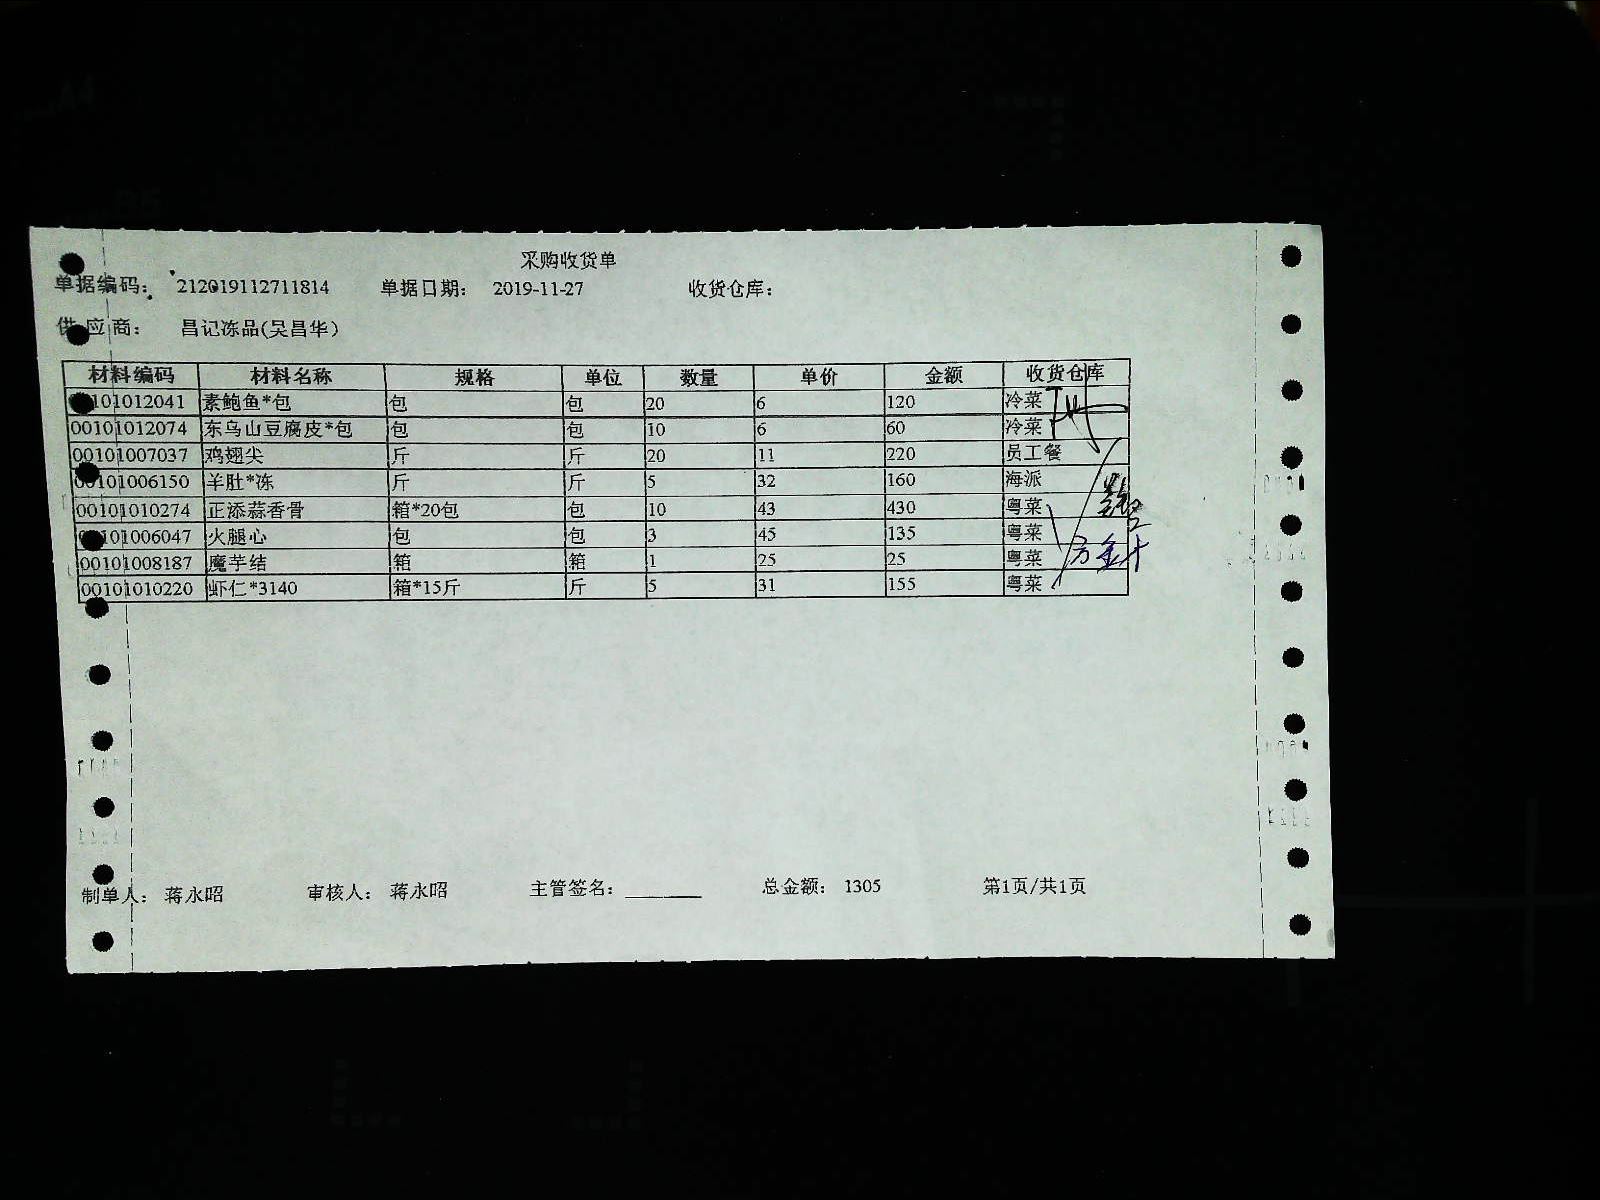 采购收货单
单据编码： 212019112711814 单据日期： 2019-11-27 收货仓库：
供应商： 昌记冻品(吴昌华)
材料编码 材料名称 规格 单位 数量 单价 金额 收货仓库
00101012041 素鲍鱼*包 包 包 20 6 120 冷菜
00101012074 东乌山豆腐皮*包 包 包 10 6 60 冷菜
00101007037 鸡翅尖 斤 斤 20 11 220 员工餐
00101006150 羊肚*冻 斤 斤 5 32 160 海派
00101010274 正添蒜香骨 箱*20包 包 10 43 430 粤菜
00101006047 火腿心 包 包 3 45 135 粤菜
00101008187 魔芋结 箱 箱 1 25 25 粤菜
00101010220 虾仁*3140 箱*15斤 斤 5 31 155 粤菜
制单人： 蒋永昭 审核人： 蒋永昭 主管签名： 总金额： 1305 第1页/共1页